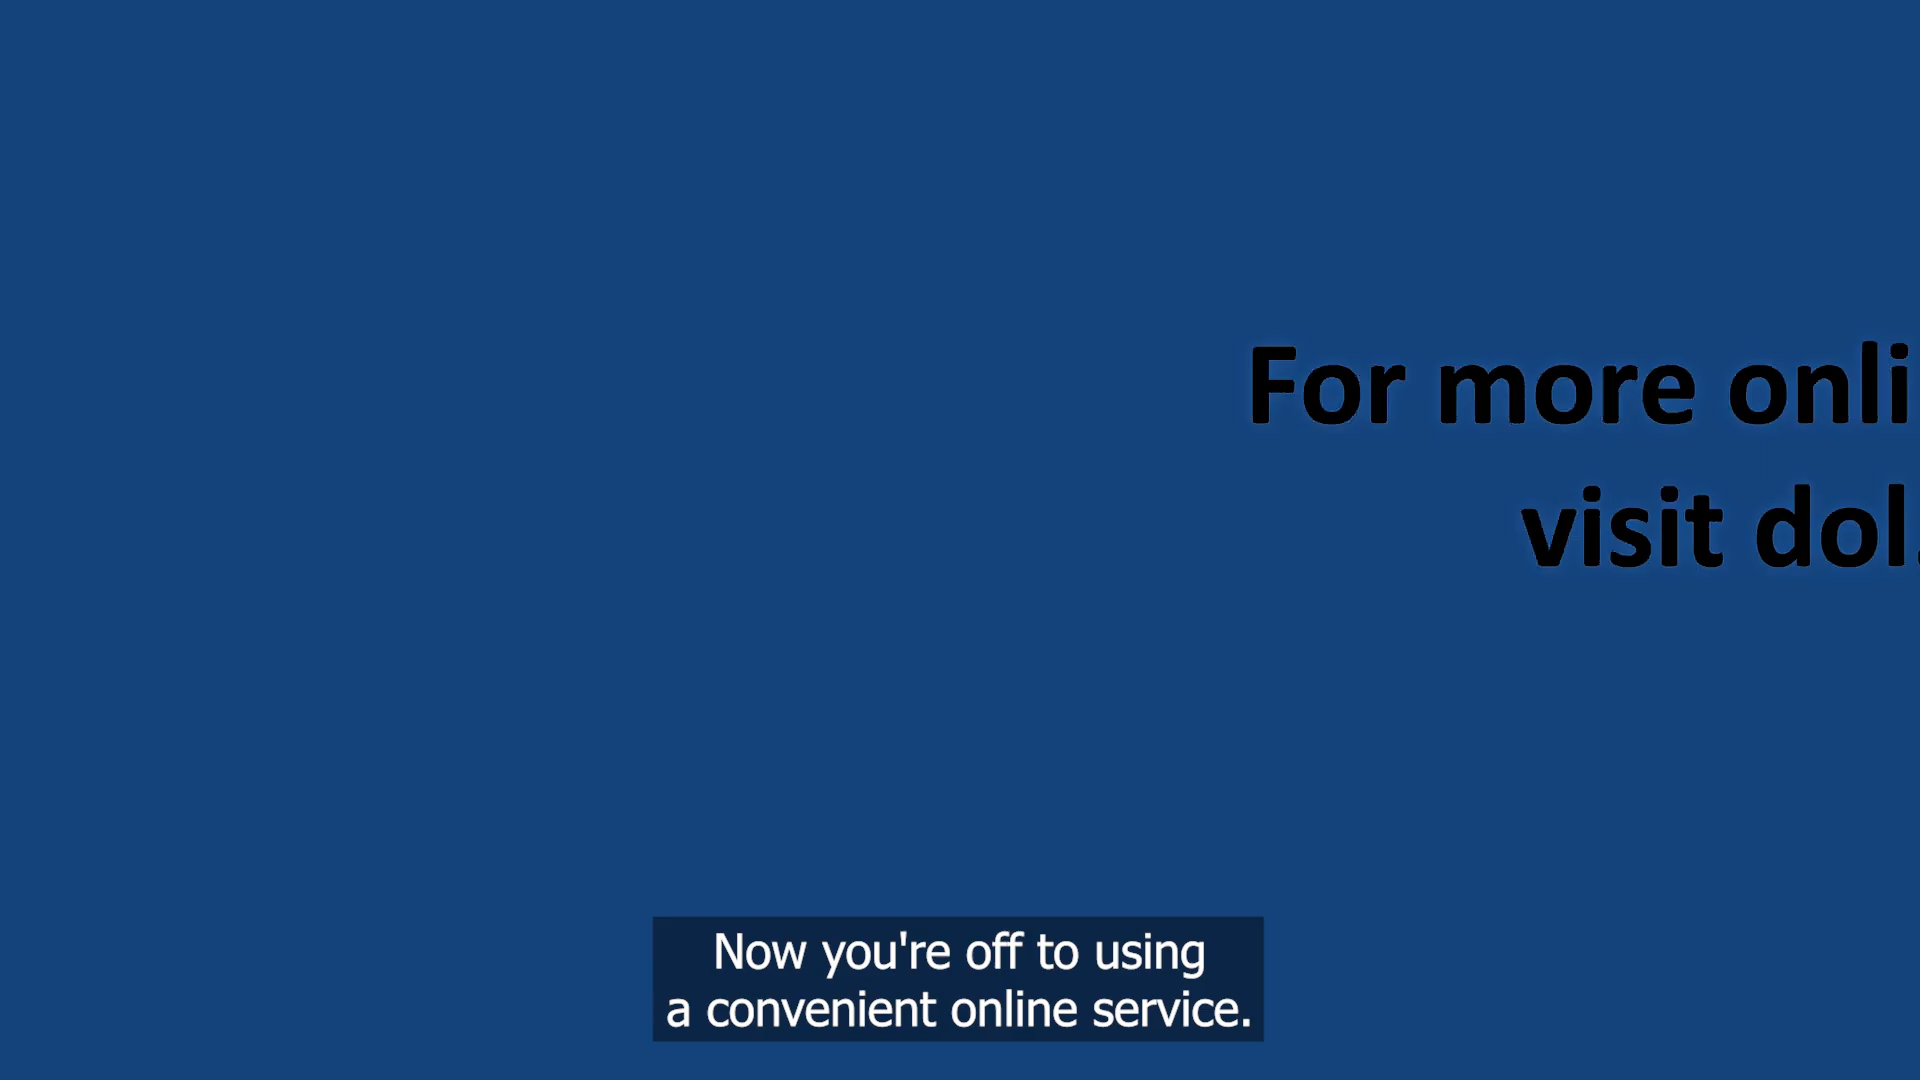 For more onli
visit dol.
Now you're off to using
a convenient online service.